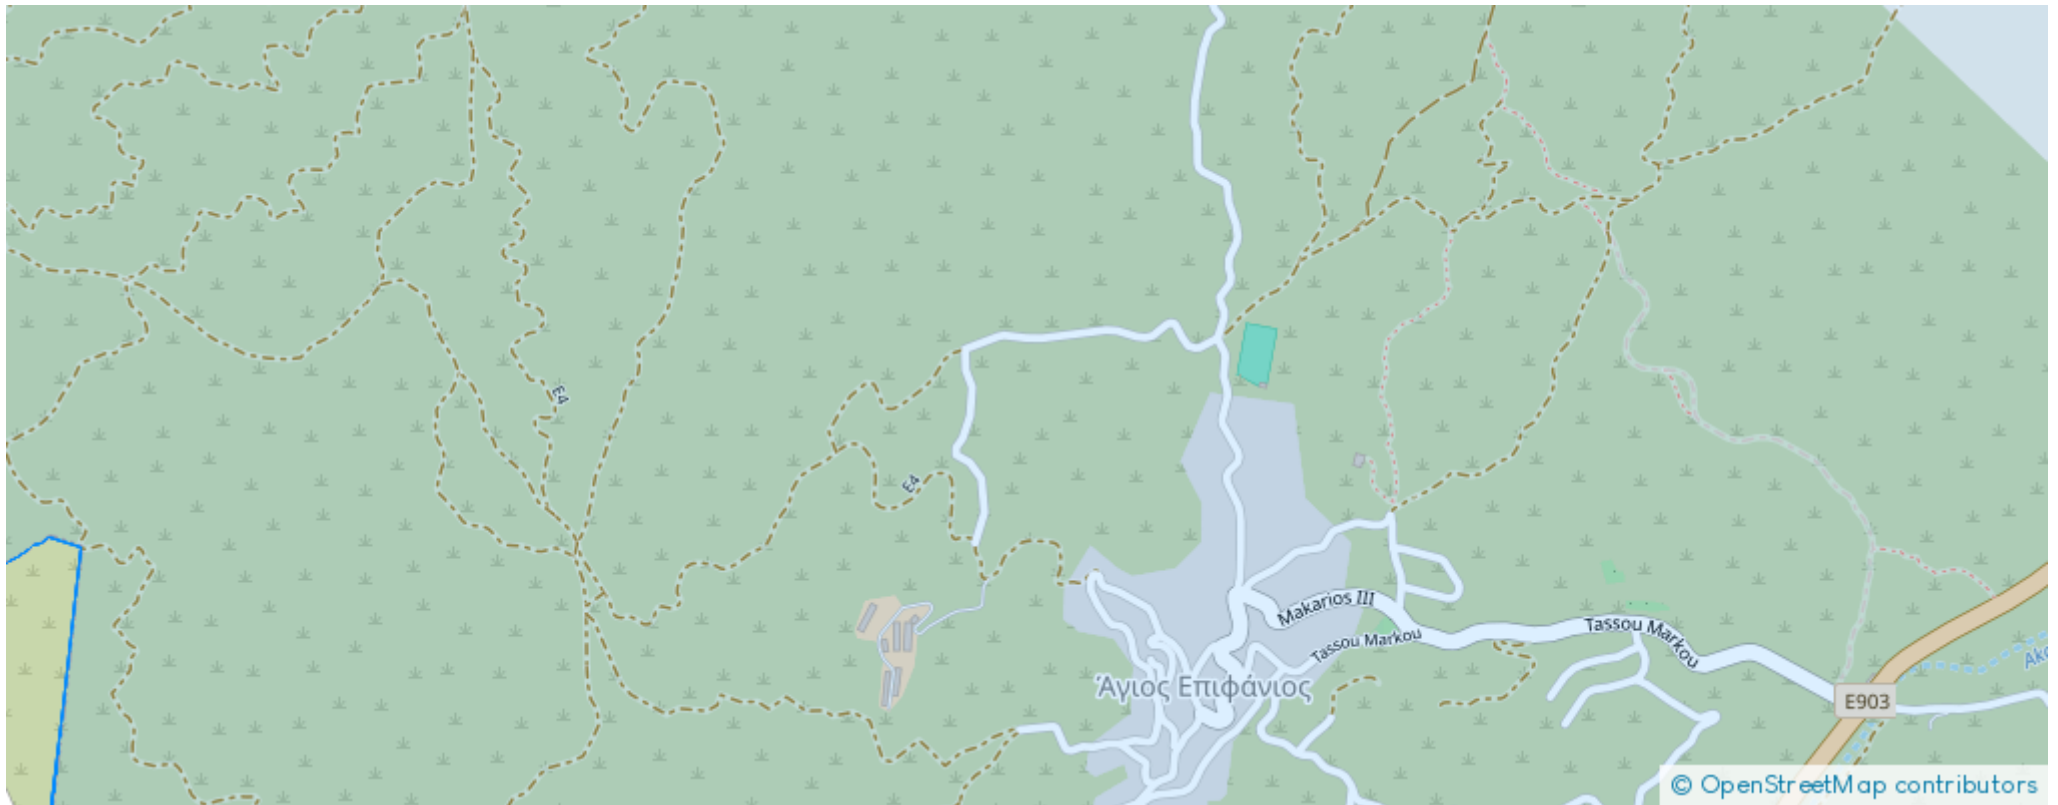 E4
E4
Makarios III
Tassou Markou
Tassou Markou
Άγιος Επιφάνιος
E903
© OpenStreetMap contributors